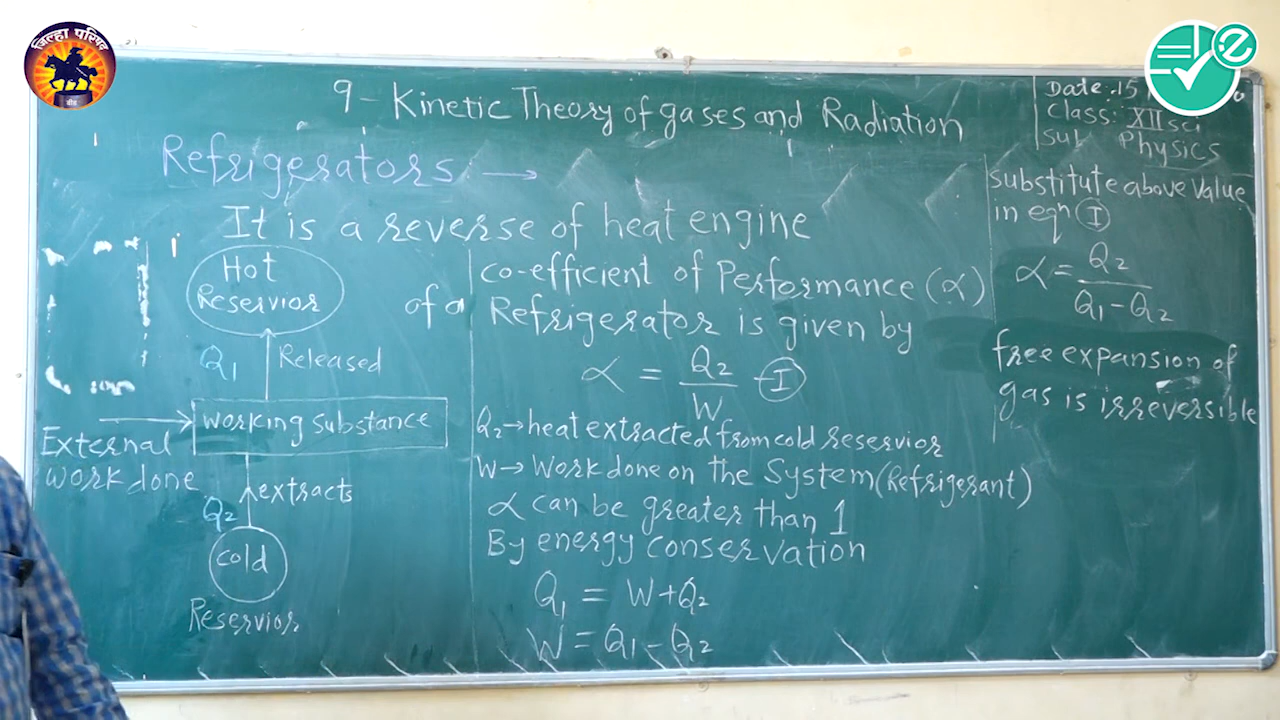 जिल्हा परिषद
बीड
9 - Kinetic Theory of gases and Radiation
Date: 15
Class: XII sci
Sub Physics
Refrigerators →
It is a reverse of heat engine
Hot
Reservior
Q1 Released
External
work done
working substance
Q2 extracts
cold
Reservior
co-efficient of Performance (α)
of a Refrigerator is given by
α = Q2/W - I
Q2 → heat extracted from cold reservior
W → Work done on the System (Refrigerant)
α can be greater than 1
By energy conservation
Q1 = W + Q2
W = Q1 - Q2
substitute above value
in eqn I
α = Q2/Q1 - Q2
free expansion of
gas is irreversible